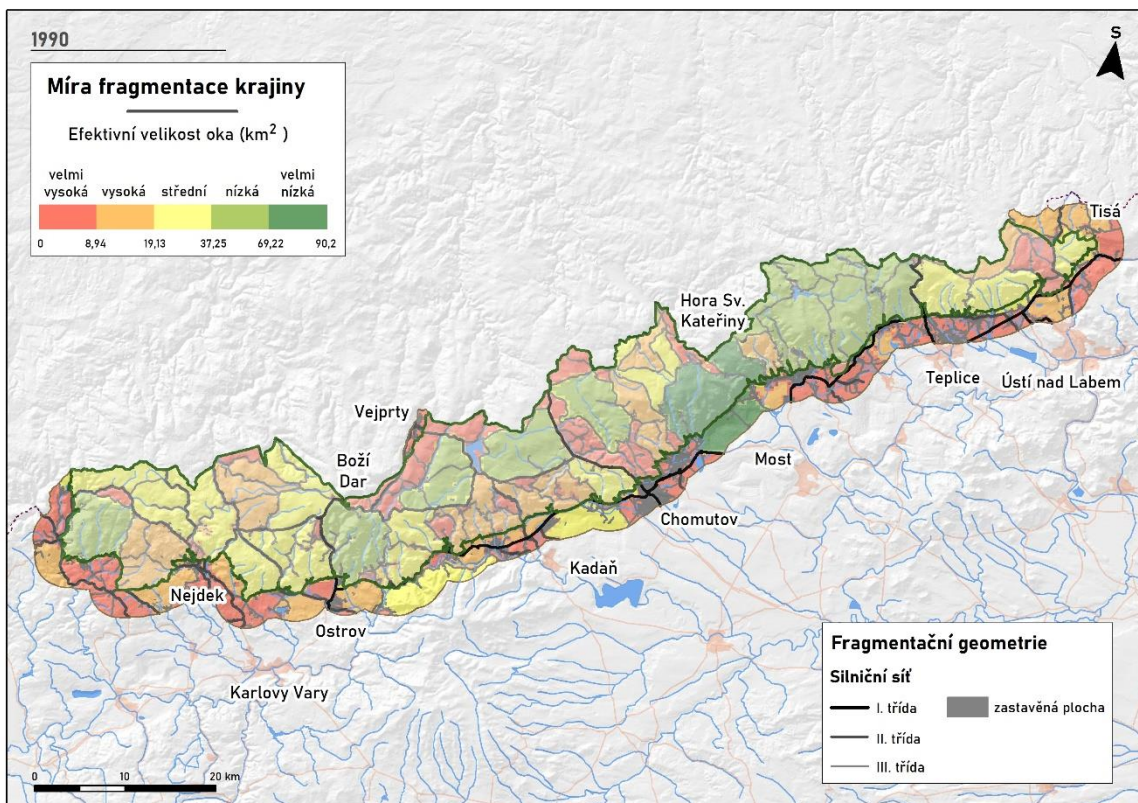 1990
S
Míra fragmentace krajiny
Efektivní velikost oka (km² )
velmi vysoká
vysoká
střední
nízká
velmi nízká
0
8,94
19,13
37,25
69,22
90,2
Tisá
Hora Sv.
Kateřiny
Teplice
Ústí nad Labem
Vejprty
Boží
Dar
Most
Chomutov
Kadaň
Nejdek
Ostrov
Karlovy Vary
Fragmentační geometrie
Silniční síť
I. třída
zastavěná plocha
II. třída
III. třída
0
10
20 km